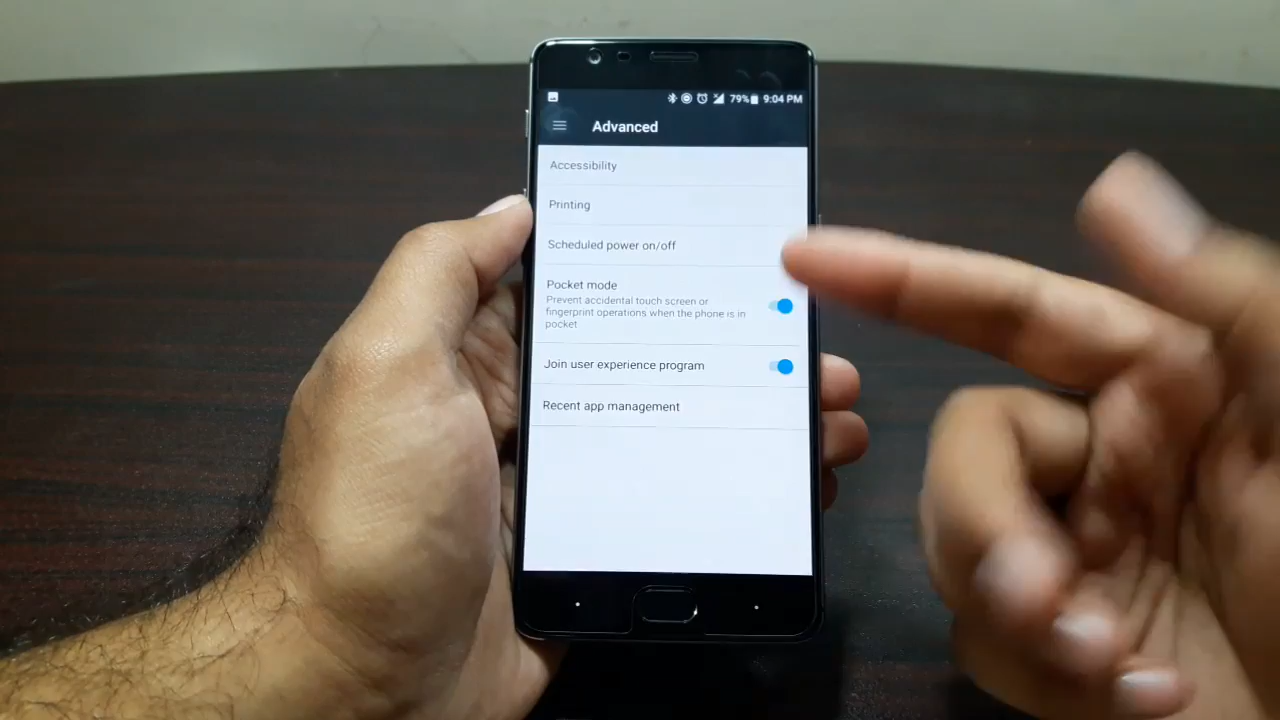 79% 9:04 PM
Advanced
Accessibility
Printing
Scheduled power on/off
Pocket mode
Prevent accidental touch screen or
fingerprint operations when the phone is in
pocket
Join user experience program
Recent app management